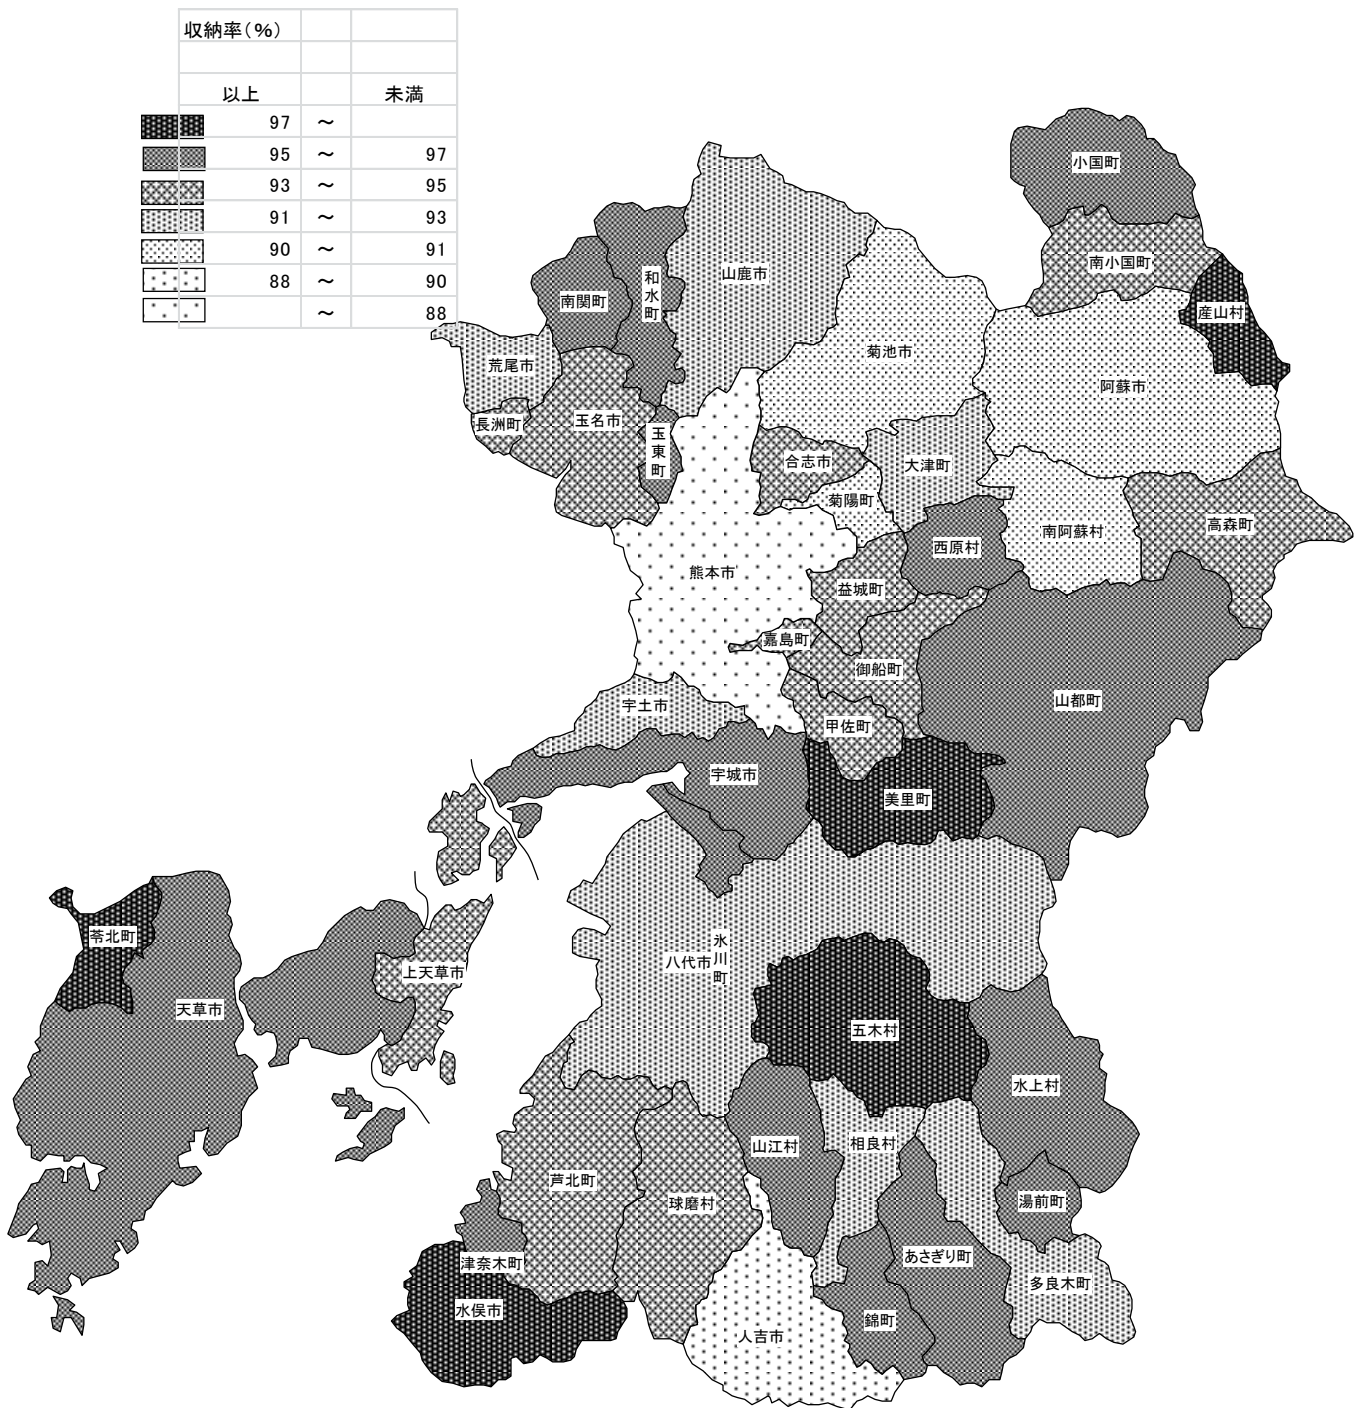 収納率(%)
以上 未満
97 ～
95 ～ 97
93 ～ 95
91 ～ 93
90 ～ 91
88 ～ 90
～ 88
小国町
南小国町
産山村
山鹿市
和水町
南関町
菊池市
荒尾市
阿蘇市
長洲町
玉名市
玉東町
合志市
大津町
菊陽町
高森町
南阿蘇村
西原村
熊本市
益城町
嘉島町
御船町
山都町
宇土市
甲佐町
宇城市
美里町
苓北町
天草市
上天草市
八代市
氷川町
五木村
水上村
山江村
相良村
芦北町
球磨村
湯前町
津奈木町
あさぎり町
多良木町
水俣市
錦町
人吉市